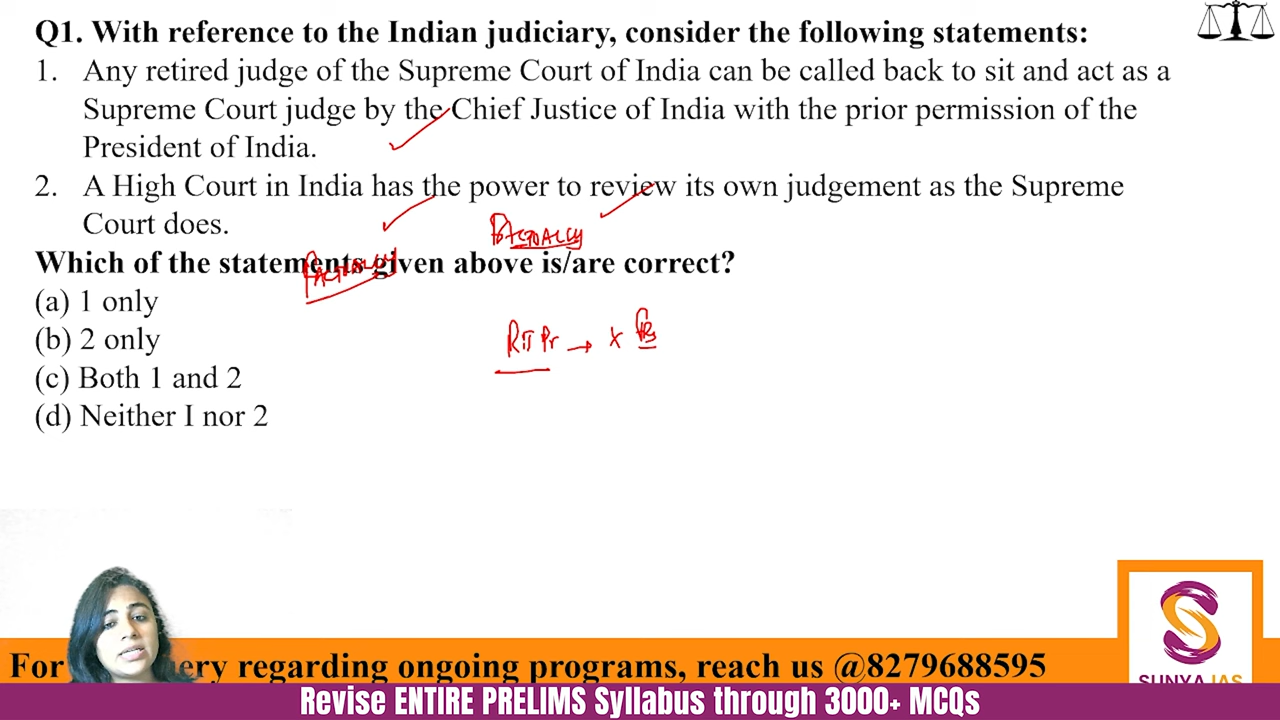 Q1. With reference to the Indian judiciary, consider the following statements:
1. Any retired judge of the Supreme Court of India can be called back to sit and act as a
Supreme Court judge by the Chief Justice of India with the prior permission of the
President of India.
2. A High Court in India has the power to review its own judgement as the Supreme
Court does.
FACTUALLY
Which of the statements given above is/are correct?
FACTUALLY
(a) 1 only
(b) 2 only
(c) Both 1 and 2
(d) Neither I nor 2
For ery regarding ongoing programs, reach us @8279688595
SUNYA IAS
Revise ENTIRE PRELIMS Syllabus through 3000+ MCQs